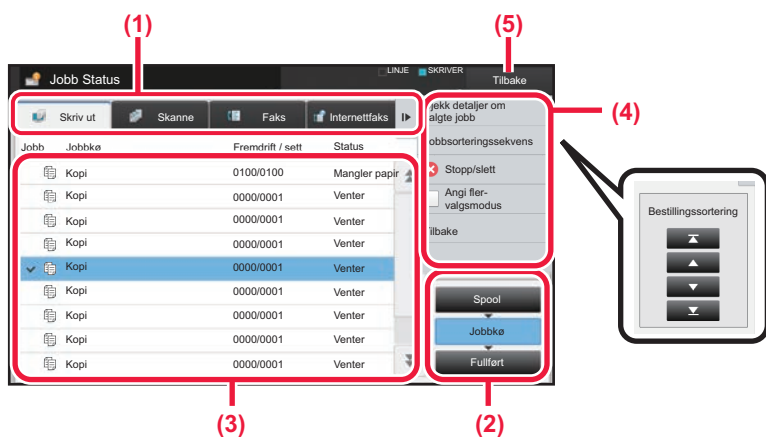 (1)
(5)
Jobb Status
LINJE
SKRIVER
Tilbake
Skriv ut
Skanne
Faks
Internettfaks
jekk detaljer om
algte jobb
(4)
Jobb
Jobbkø
Fremdrift / sett
Status
obbsorteringssekvens
Kopi
0100/0100
Mangler papir
Stopp/slett
Kopi
0000/0001
Venter
Angi fler-
valgsmodus
Kopi
0000/0001
Venter
ilbake
Kopi
0000/0001
Venter
Kopi
0000/0001
Venter
Kopi
0000/0001
Venter
Kopi
0000/0001
Venter
Kopi
0000/0001
Venter
Kopi
0000/0001
Venter
Spool
Jobbkø
Fullført
Bestillingssortering
(3)
(2)